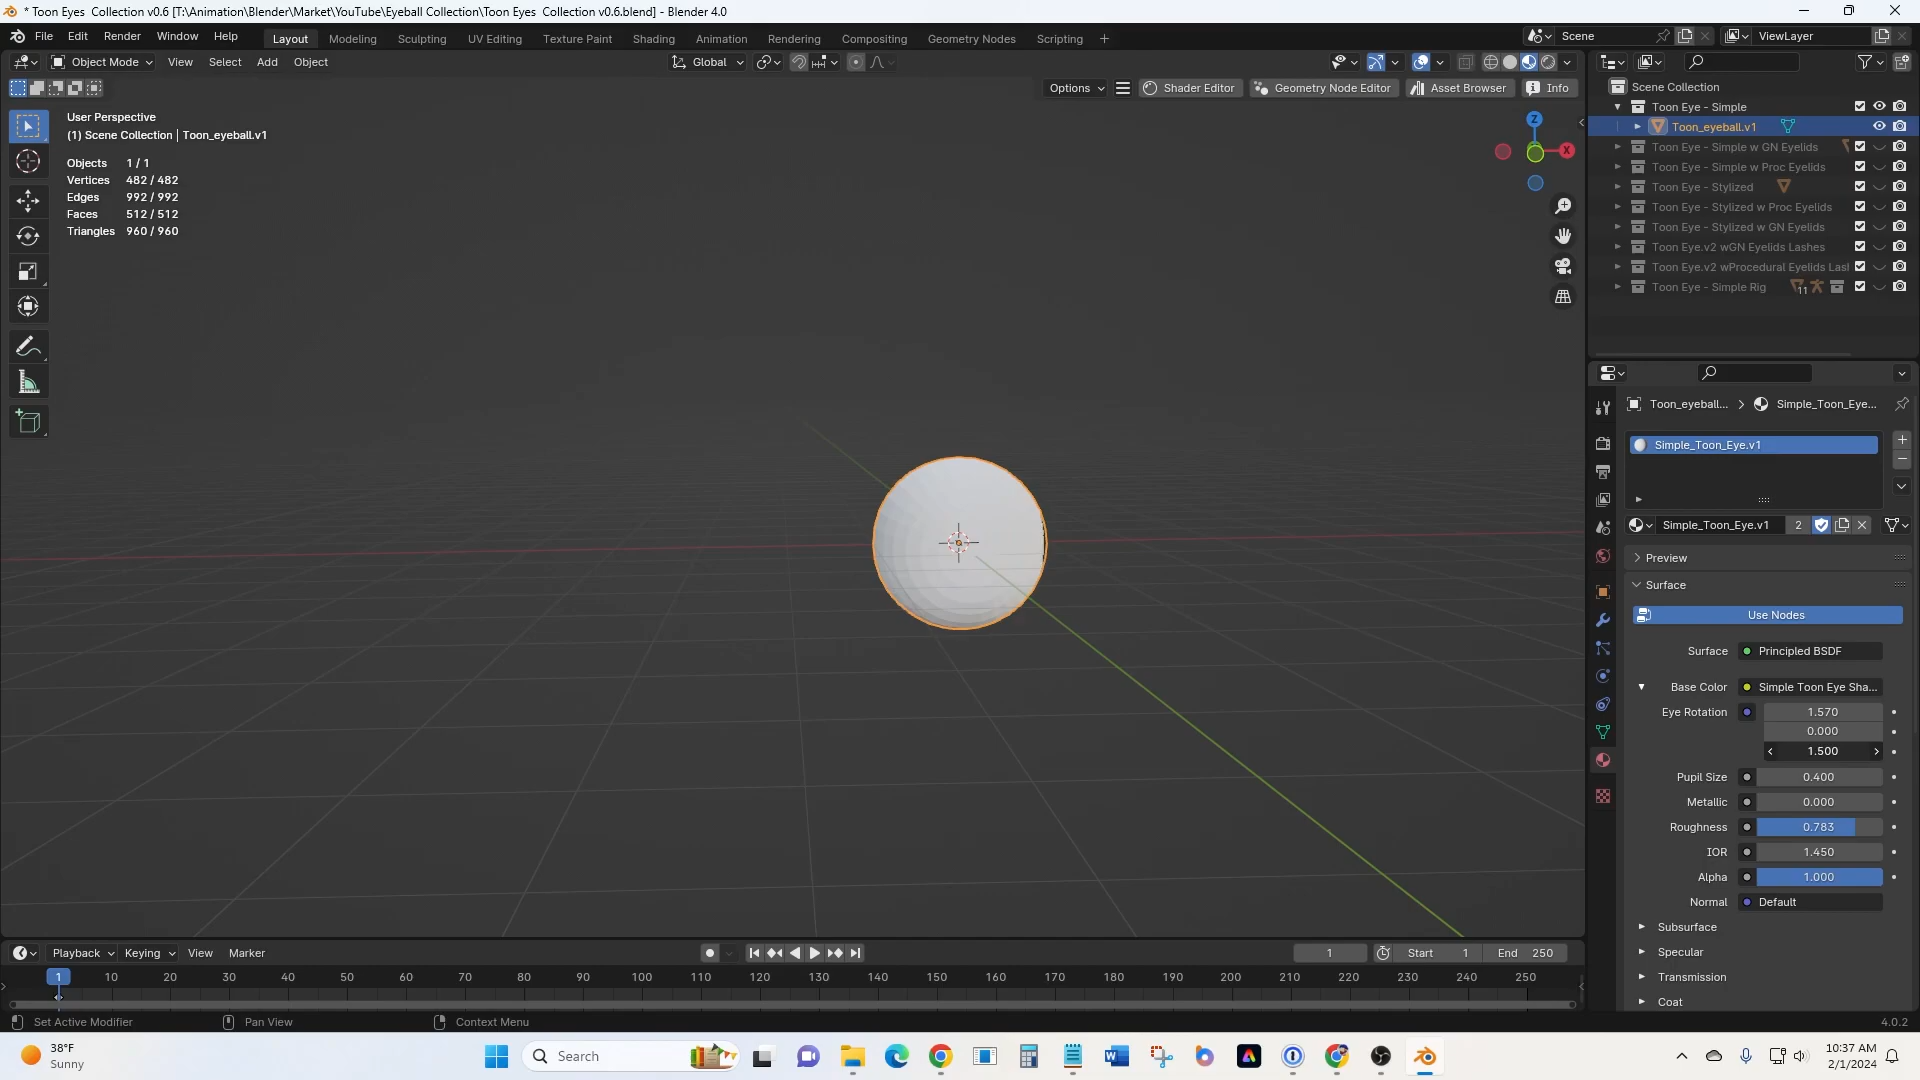 * Toon Eyes  Collection v0.6 [T:\Animation\Blender\Market\YouTube\Eyeball Collection\Toon Eyes  Collection v0.6.blend] - Blender 4.0
File Edit Render Window Help Layout Modeling Sculpting UV Editing Texture Paint Shading Animation Rendering Compositing Geometry Nodes Scripting + Scene ViewLayer
Object Mode View Select Add Object Global
Options Shader Editor Geometry Node Editor Asset Browser Info
User Perspective
(1) Scene Collection | Toon_eyeball.v1
Objects 1 / 1
Vertices 482 / 482
Edges 992 / 992
Faces 512 / 512
Triangles 960 / 960
Z
X
Scene Collection
Toon Eye - Simple
Toon_eyeball.v1
Toon Eye - Simple w GN Eyelids
Toon Eye - Simple w Proc Eyelids
Toon Eye - Stylized
Toon Eye - Stylized w Proc Eyelids
Toon Eye - Stylized w GN Eyelids
Toon Eye.v2 wGN Eyelids Lashes
Toon Eye.v2 wProcedural Eyelids Lasl
Toon Eye - Simple Rig 11
Toon_eyeball... > Simple_Toon_Eye...
Simple_Toon_Eye.v1
Simple_Toon_Eye.v1 2
Preview
Surface
Use Nodes
Surface Principled BSDF
Base Color Simple Toon Eye Sha...
Eye Rotation 1.570
0.000
1.500
Pupil Size 0.400
Metallic 0.000
Roughness 0.783
IOR 1.450
Alpha 1.000
Normal Default
Subsurface
Specular
Transmission
Coat
Playback Keying View Marker 1 Start 1 End 250
1 10 20 30 40 50 60 70 80 90 100 110 120 130 140 150 160 170 180 190 200 210 220 230 240 250
Set Active Modifier Pan View Context Menu 4.0.2
38°F
Sunny
Search
10:37 AM
2/1/2024